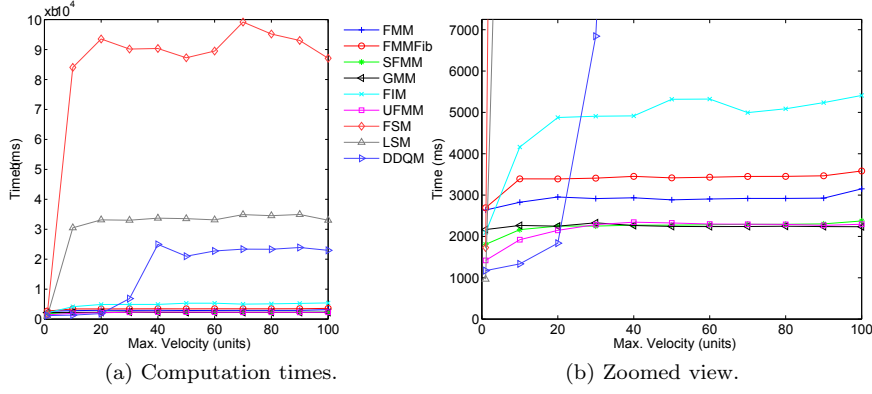 x 10^4
10
9
8
7
6
5
4
3
2
1
0
Time (ms)
0 20 40 60 80 100
Max. Velocity (units)
FMM
FMMFib
SFMM
GMM
FIM
UFMM
FSM
LSM
DDQM
7000
6000
5000
4000
3000
2000
1000
0
Time (ms)
0 20 40 60 80 100
Max. Velocity (units)
(a) Computation times.
(b) Zoomed view.